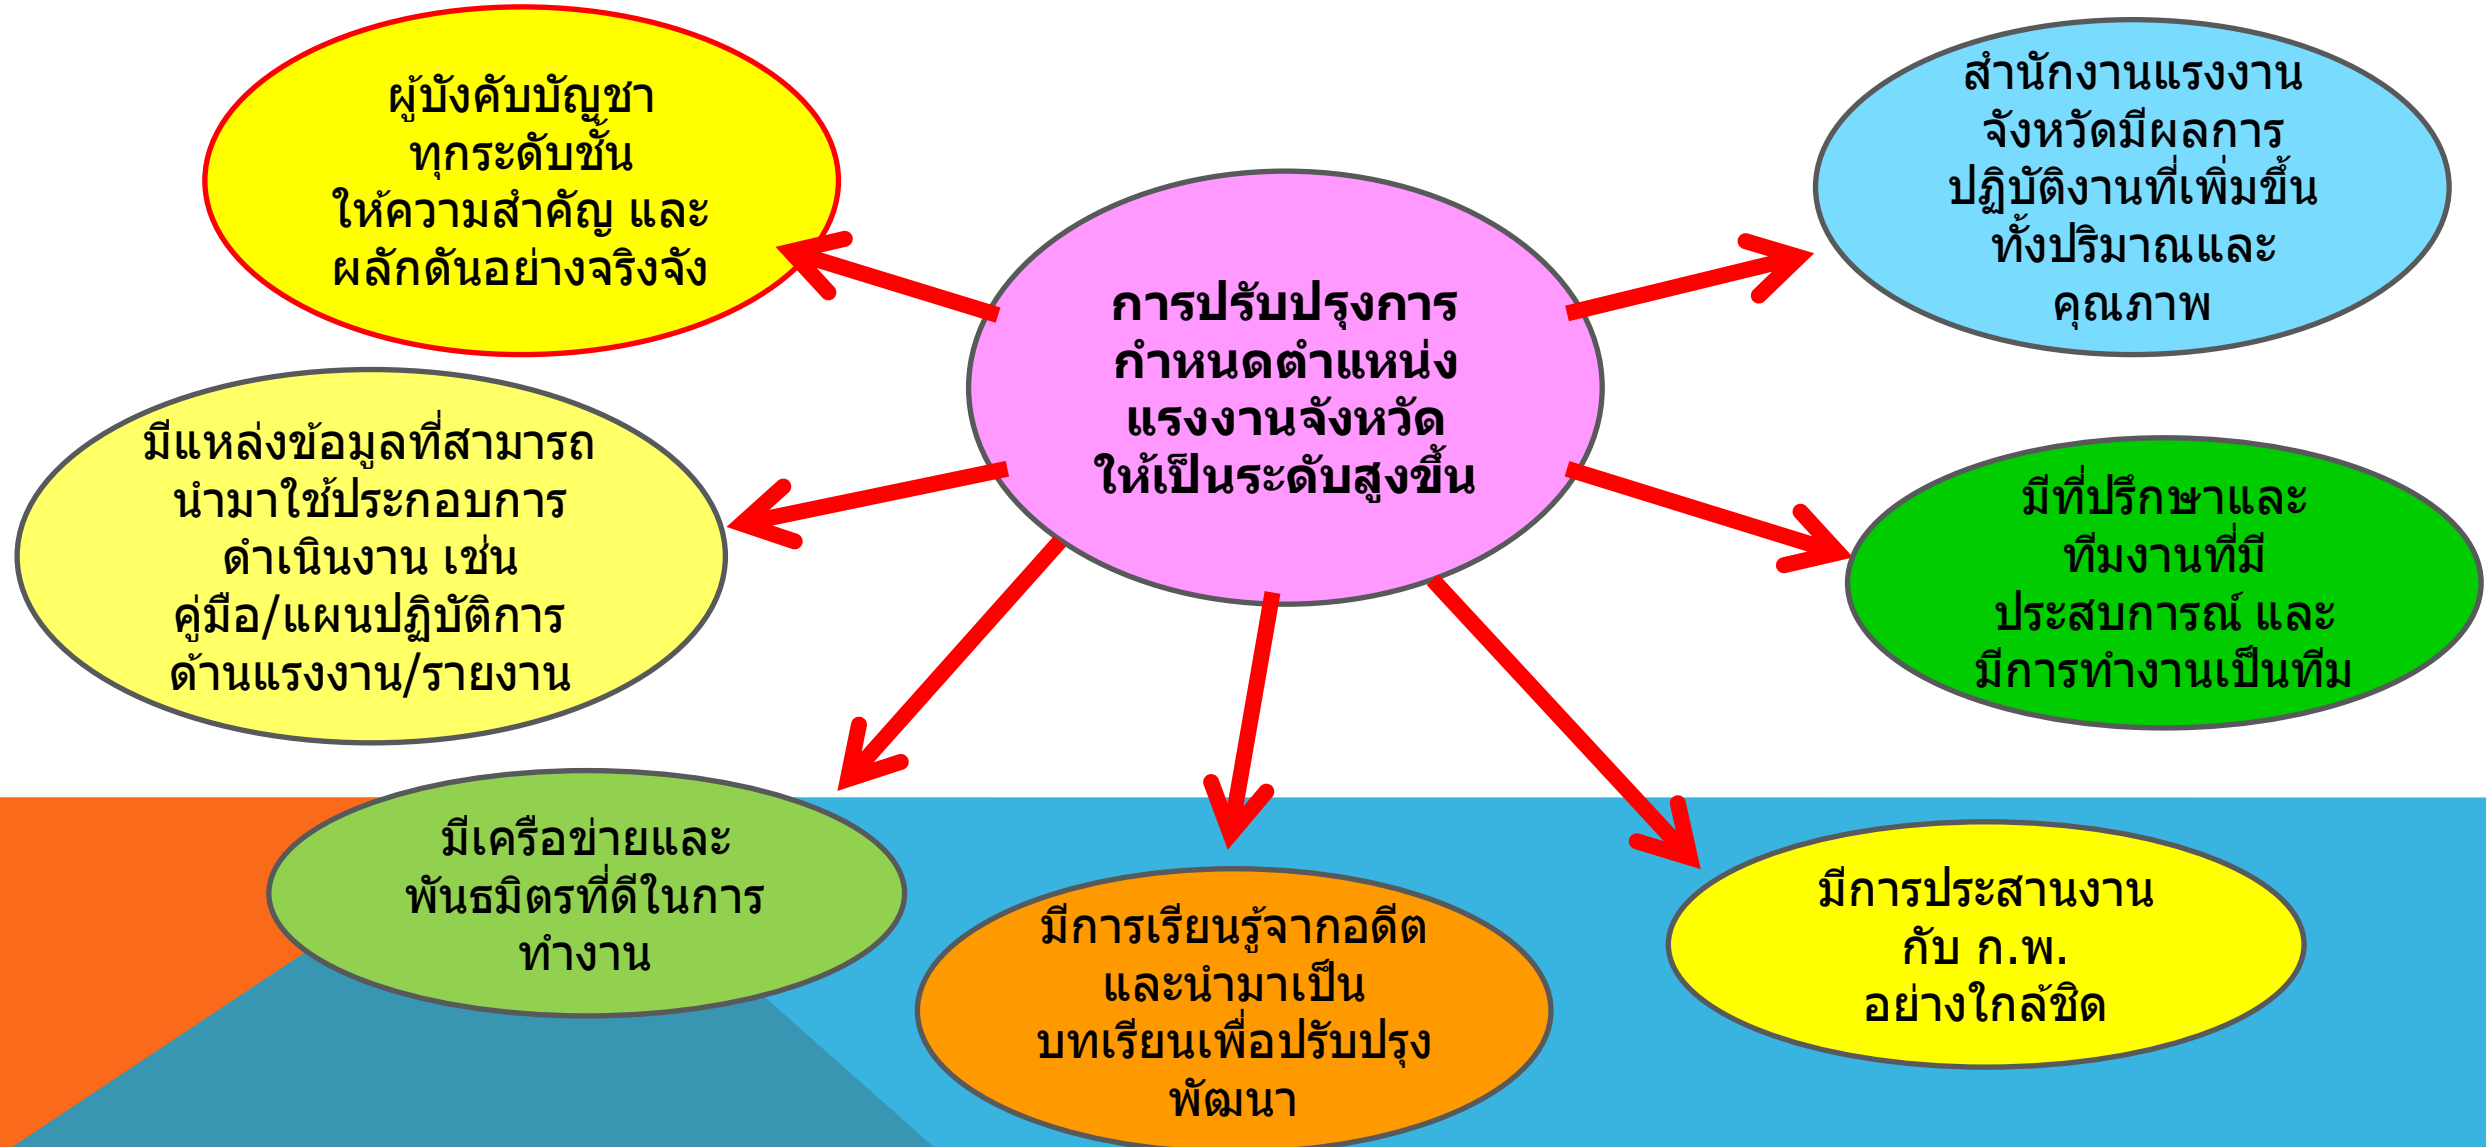 ผู้บังคับบัญชา
ทุกระดับชั้น
ให้ความสำคัญ และ
ผลักดันอย่างจริงจัง
สำนักงานแรงงาน
จังหวัดมีผลการ
ปฏิบัติงานที่เพิ่มขึ้น
ทั้งปริมาณและ
คุณภาพ
การปรับปรุงการ
กำหนดตำแหน่ง
แรงงานจังหวัด
ให้เป็นระดับสูงขึ้น
มีแหล่งข้อมูลที่สามารถ
นำมาใช้ประกอบการ
ดำเนินงาน เช่น
คู่มือ/แผนปฏิบัติการ
ด้านแรงงาน/รายงาน
มีที่ปรึกษาและ
ทีมงานที่มี
ประสบการณ์ และ
มีการทำงานเป็นทีม
มีเครือข่ายและ
พันธมิตรที่ดีในการ
ทำงาน
มีการเรียนรู้จากอดีต
และนำมาเป็น
บทเรียนเพื่อปรับปรุง
พัฒนา
มีการประสานงาน
กับ ก.พ.
อย่างใกล้ชิด